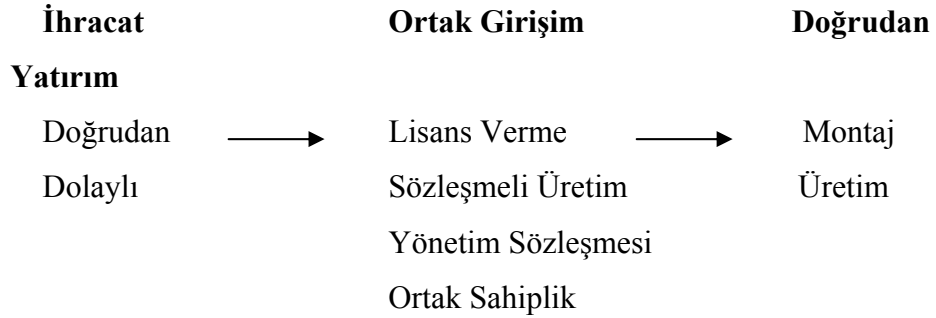 İhracat Ortak Girişim Doğrudan
Yatırım
Doğrudan Lisans Verme Montaj
Dolaylı Sözleşmeli Üretim Üretim
Yönetim Sözleşmesi
Ortak Sahiplik